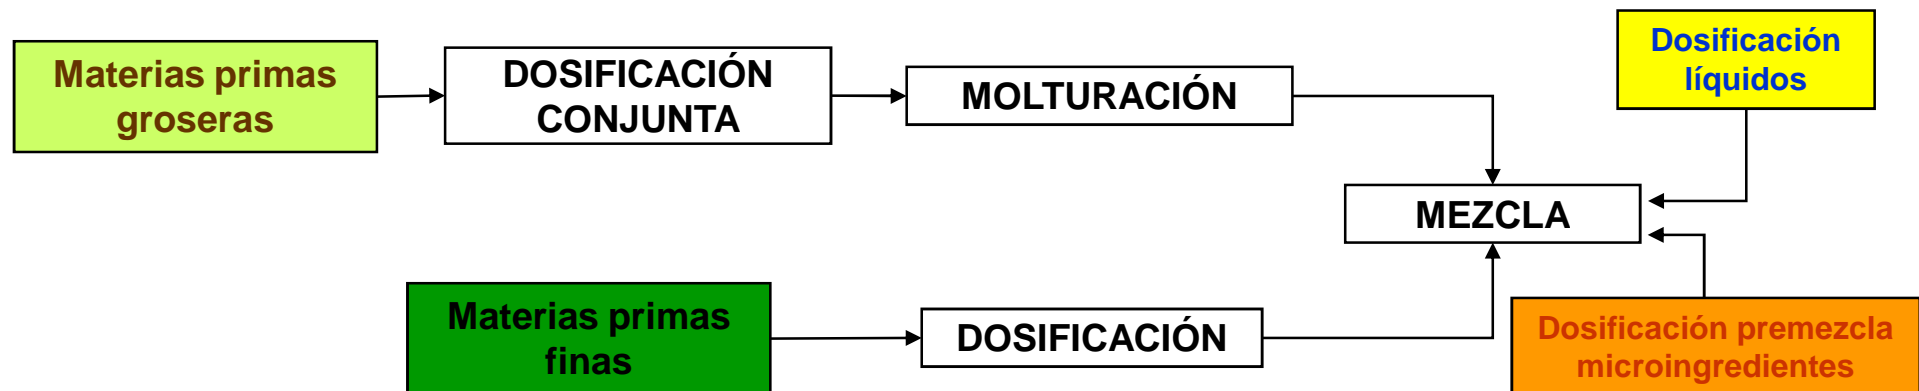 Materias primas
groseras
DOSIFICACIÓN
CONJUNTA
MOLTURACIÓN
Dosificación
líquidos
MEZCLA
Materias primas
finas
DOSIFICACIÓN
Dosificación premezcla
microingredientes